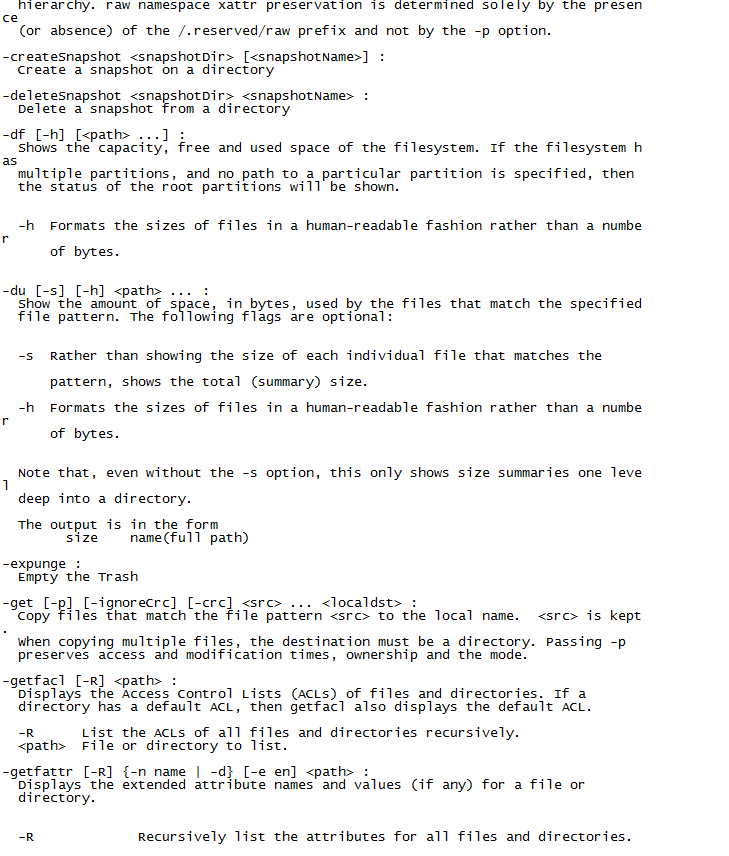 hierarchy. raw namespace xattr preservation is determined solely by the presen
ce
(or absence) of the /.reserved/raw prefix and not by the -p option.
-createSnapshot <snapshotDir> [<snapshotName>] :
Create a snapshot on a directory
-deleteSnapshot <snapshotDir> <snapshotName> :
Delete a snapshot from a directory
-df [-h] [<path> ...] :
Shows the capacity, free and used space of the filesystem. If the filesystem h
as
multiple partitions, and no path to a particular partition is specified, then
the status of the root partitions will be shown.
-h  Formats the sizes of files in a human-readable fashion rather than a numbe
r
of bytes.
-du [-s] [-h] <path> ... :
Show the amount of space, in bytes, used by the files that match the specified
file pattern. The following flags are optional:
-s  Rather than showing the size of each individual file that matches the
pattern, shows the total (summary) size.
-h  Formats the sizes of files in a human-readable fashion rather than a numbe
r
of bytes.
Note that, even without the -s option, this only shows size summaries one leve
l
deep into a directory.
The output is in the form
size    name(full path)
-expunge :
Empty the Trash
-get [-p] [-ignoreCrc] [-crc] <src> ... <localdst> :
Copy files that match the file pattern <src> to the local name.  <src> is kept
.
When copying multiple files, the destination must be a directory. Passing -p
preserves access and modification times, ownership and the mode.
-getfacl [-R] <path> :
Displays the Access Control Lists (ACLs) of files and directories. If a
directory has a default ACL, then getfacl also displays the default ACL.
-R      List the ACLs of all files and directories recursively.
<path>  File or directory to list.
-getfattr [-R] {-n name | -d} [-e en] <path> :
Displays the extended attribute names and values (if any) for a file or
directory.
-R             Recursively list the attributes for all files and directories.